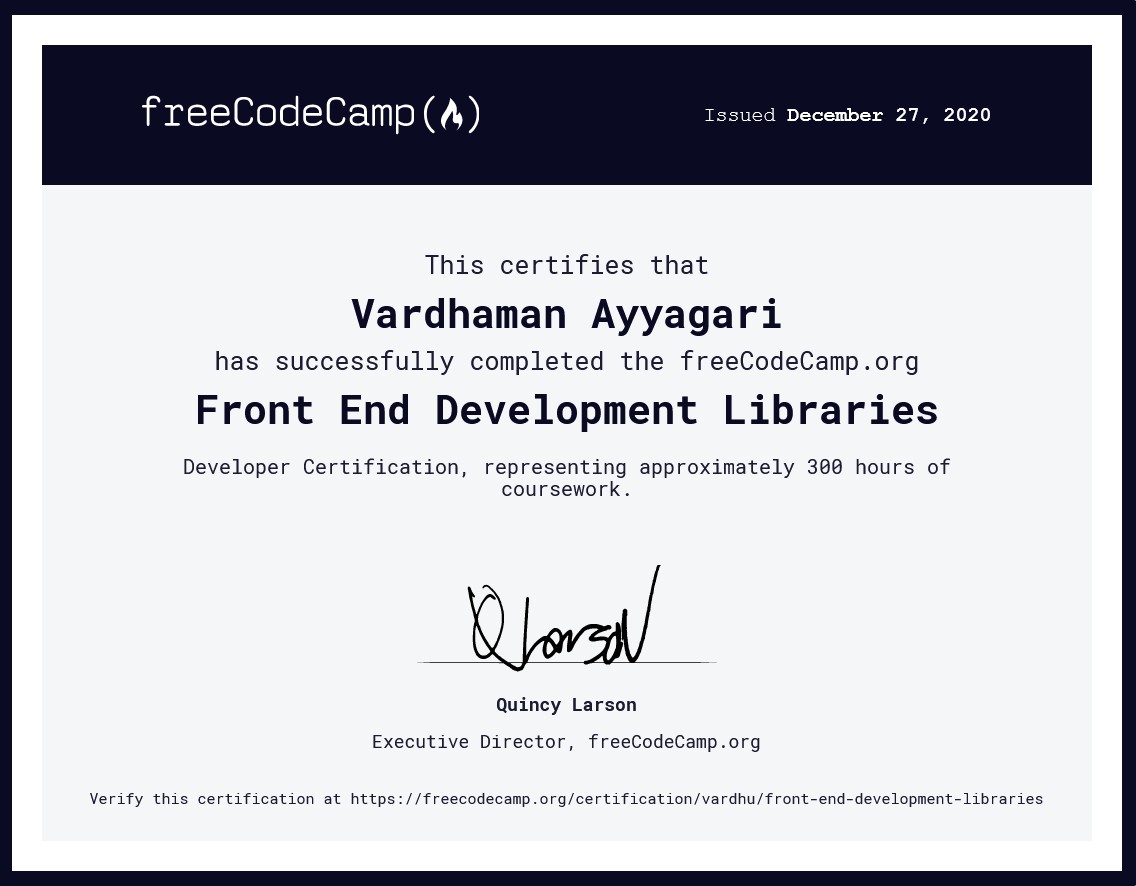 freeCodeCamp
Issued December 27, 2020
This certifies that
Vardhaman Ayyagari
has successfully completed the freeCodeCamp.org
Front End Development Libraries
Developer Certification, representing approximately 300 hours of
coursework.
Q Larson
Quincy Larson
Executive Director, freeCodeCamp.org
Verify this certification at https://freecodecamp.org/certification/vardhu/front-end-development-libraries